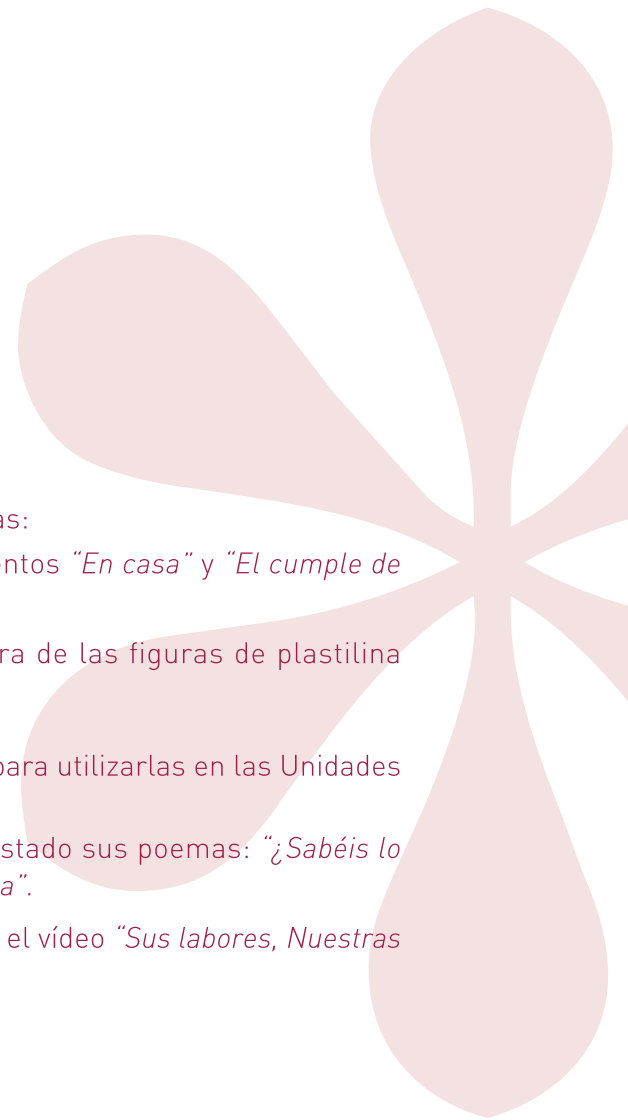 as:
ntos “En casa” y “El cumple de
ra de las figuras de plastilina
para utilizarlas en las Unidades
stado sus poemas: “¿Sabéis lo
a”.
el vídeo “Sus labores, Nuestras